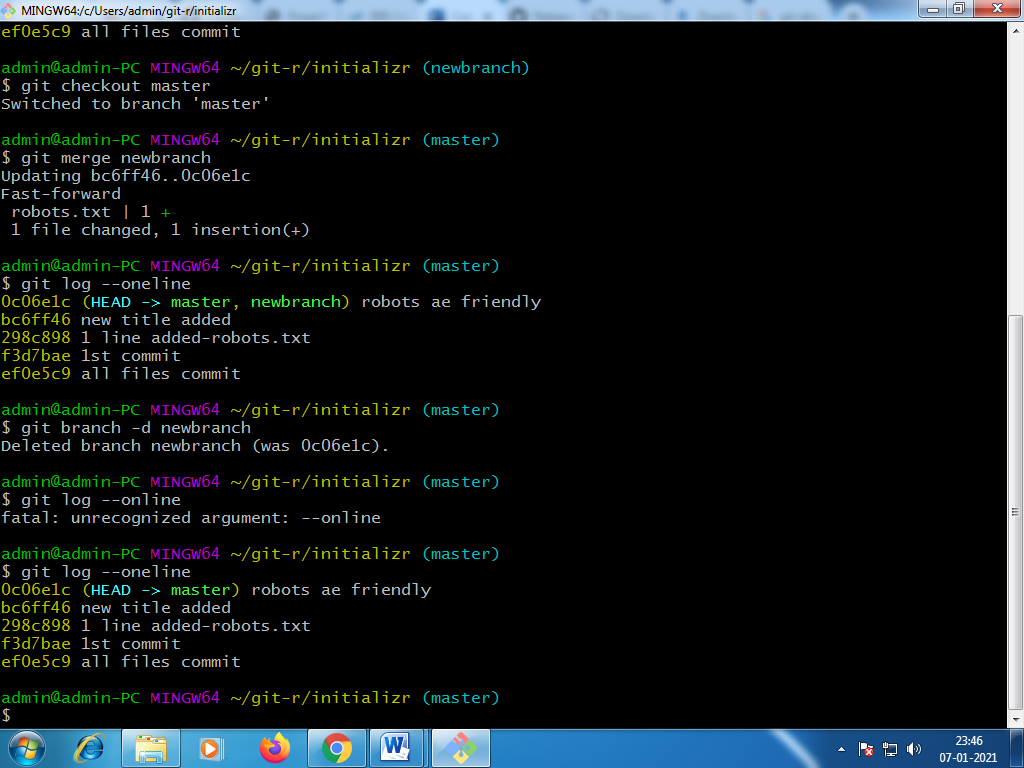 MINGW64:/c/Users/admin/git-r/initializr
ef0e5c9 all files commit
admin@admin-PC MINGW64 ~/git-r/initializr (newbranch)
$ git checkout master
Switched to branch 'master'
admin@admin-PC MINGW64 ~/git-r/initializr (master)
$ git merge newbranch
Updating bc6ff46..0c06e1c
Fast-forward
 robots.txt | 1 +
 1 file changed, 1 insertion(+)
admin@admin-PC MINGW64 ~/git-r/initializr (master)
$ git log --oneline
0c06e1c (HEAD -> master, newbranch) robots ae friendly
bc6ff46 new title added
298c898 1 line added-robots.txt
f3d7bae 1st commit
ef0e5c9 all files commit
admin@admin-PC MINGW64 ~/git-r/initializr (master)
$ git branch -d newbranch
Deleted branch newbranch (was 0c06e1c).
admin@admin-PC MINGW64 ~/git-r/initializr (master)
$ git log --online
fatal: unrecognized argument: --online
admin@admin-PC MINGW64 ~/git-r/initializr (master)
$ git log --oneline
0c06e1c (HEAD -> master) robots ae friendly
bc6ff46 new title added
298c898 1 line added-robots.txt
f3d7bae 1st commit
ef0e5c9 all files commit
admin@admin-PC MINGW64 ~/git-r/initializr (master)
$
23:46
07-01-2021